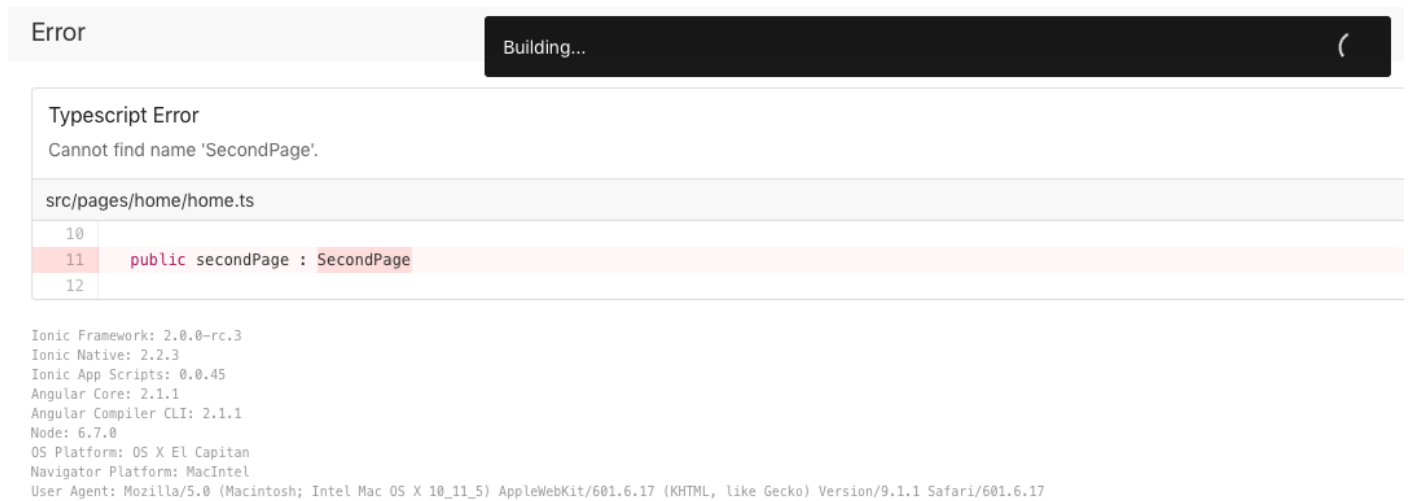 Error
Building...
Typescript Error
Cannot find name 'SecondPage'.
src/pages/home/home.ts
10
11 public secondPage : SecondPage
12
Ionic Framework: 2.0.0-rc.3
Ionic Native: 2.2.3
Ionic App Scripts: 0.0.45
Angular Core: 2.1.1
Angular Compiler CLI: 2.1.1
Node: 6.7.0
OS Platform: OS X El Capitan
Navigator Platform: MacIntel
User Agent: Mozilla/5.0 (Macintosh; Intel Mac OS X 10_11_5) AppleWebKit/601.6.17 (KHTML, like Gecko) Version/9.1.1 Safari/601.6.17